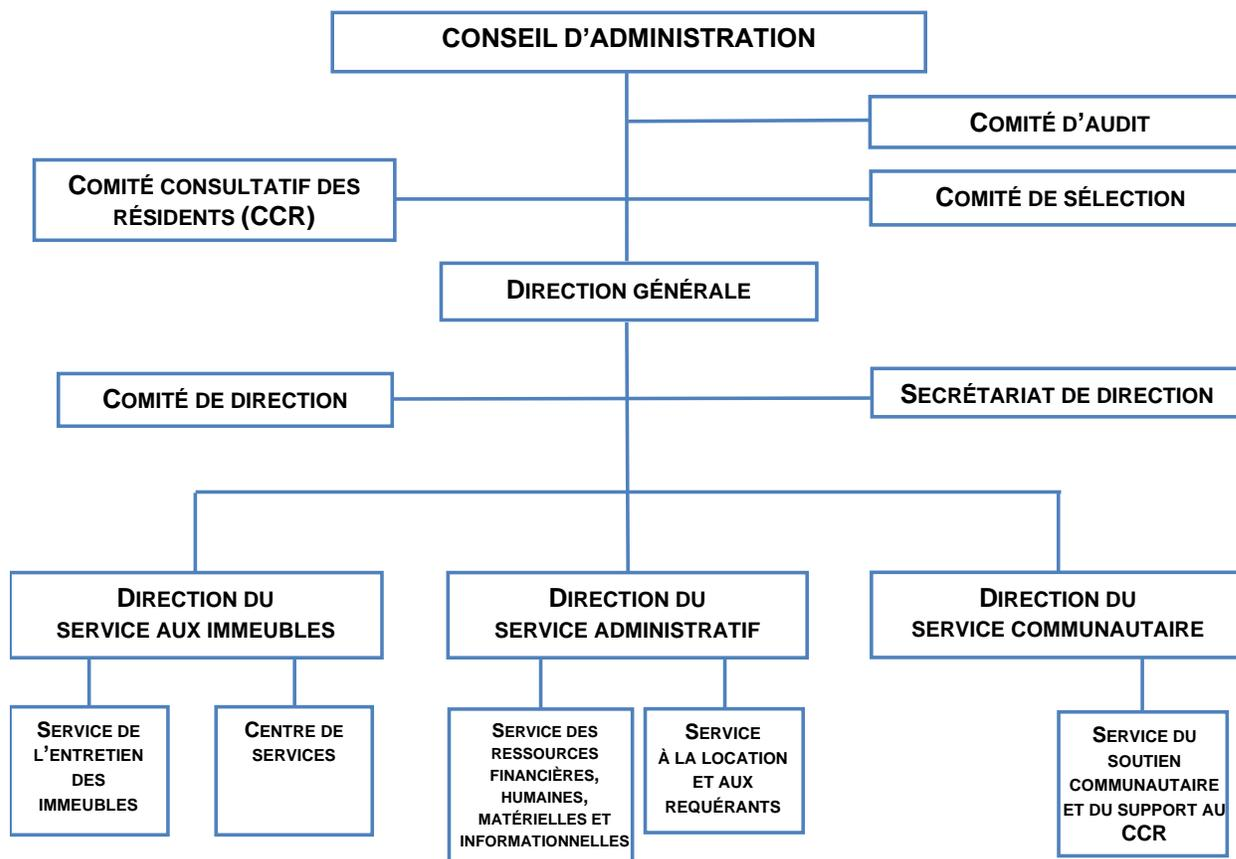 CONSEIL D'ADMINISTRATION
COMITÉ D'AUDIT
COMITÉ CONSULTATIF DES
RÉSIDENTS (CCR)
COMITÉ DE SÉLECTION
DIRECTION GÉNÉRALE
COMITÉ DE DIRECTION
SECRÉTARIAT DE DIRECTION
DIRECTION DU
SERVICE AUX IMMEUBLES
DIRECTION DU
SERVICE ADMINISTRATIF
DIRECTION DU
SERVICE COMMUNAUTAIRE
SERVICE DE
L'ENTRETIEN
DES
IMMEUBLES
CENTRE DE
SERVICES
SERVICE DES
RESSOURCES
FINANCIÈRES,
HUMAINES,
MATÉRIELLES ET
INFORMATIONNELLES
SERVICE
À LA LOCATION
ET AUX
REQUÉRANTS
SERVICE DU
SOUTIEN
COMMUNAUTAIRE
ET DU SUPPORT AU
CCR